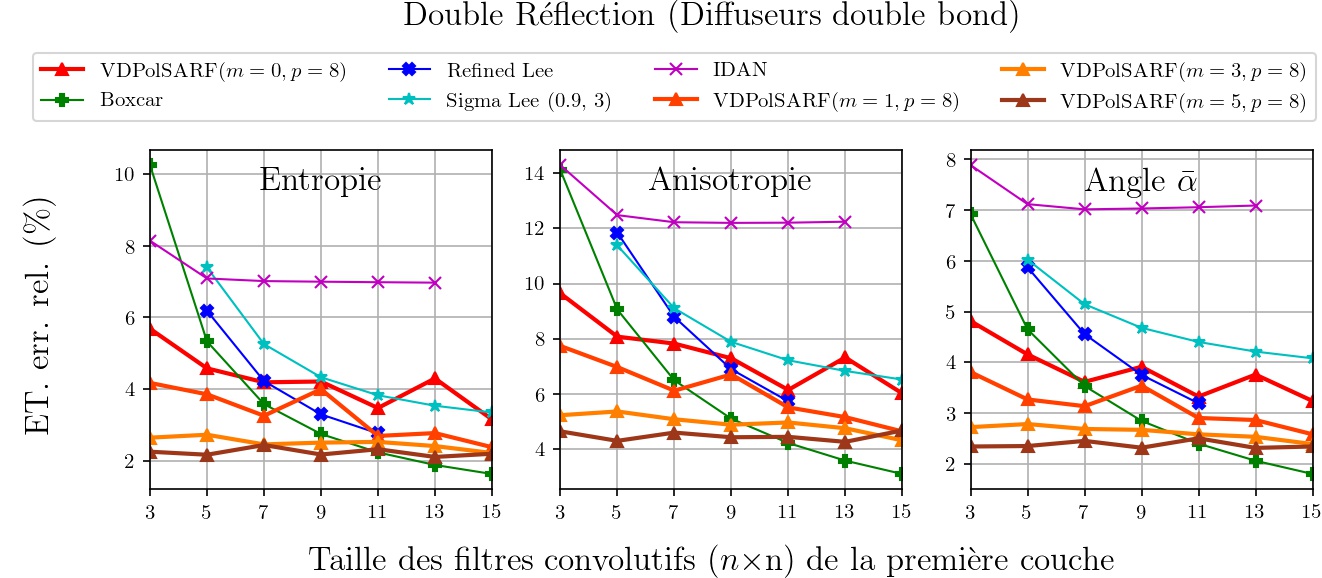 Double Réflection (Diffuseurs double bond)
VDPolSARF(m = 0, p = 8) Refined Lee IDAN VDPolSARF(m = 3, p = 8)
Boxcar Sigma Lee (0.9, 3) VDPolSARF(m = 1, p = 8) VDPolSARF(m = 5, p = 8)
ET. err. rel. (%)
Entropie
10
8
6
4
2
3 5 7 9 11 13 15
Anisotropie
14
12
10
8
6
4
3 5 7 9 11 13 15
Angle ᾱ
8
7
6
5
4
3
2
3 5 7 9 11 13 15
Taille des filtres convolutifs (n×n) de la première couche